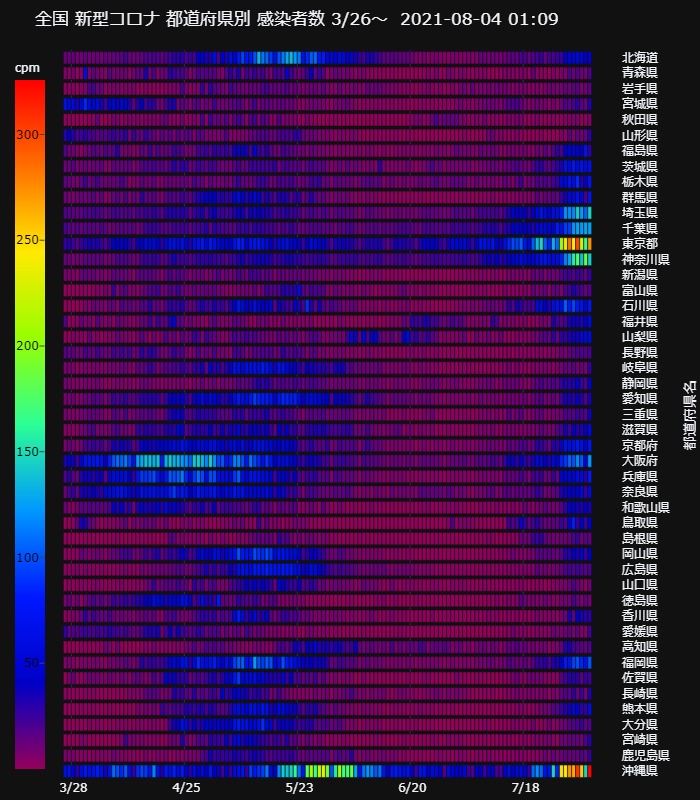 全国 新型コロナ 都道府県別 感染者数 3/26～ 2021-08-04 01:09
cpm
300
250
200
150
100
50
北海道
青森県
岩手県
宮城県
秋田県
山形県
福島県
茨城県
栃木県
群馬県
埼玉県
千葉県
東京都
神奈川県
新潟県
富山県
石川県
福井県
山梨県
長野県
岐阜県
静岡県
愛知県
三重県
滋賀県
京都府
大阪府
兵庫県
奈良県
和歌山県
鳥取県
島根県
岡山県
広島県
山口県
徳島県
香川県
愛媛県
高知県
福岡県
佐賀県
長崎県
熊本県
大分県
宮崎県
鹿児島県
沖縄県
都道府県名
3/28 4/25 5/23 6/20 7/18